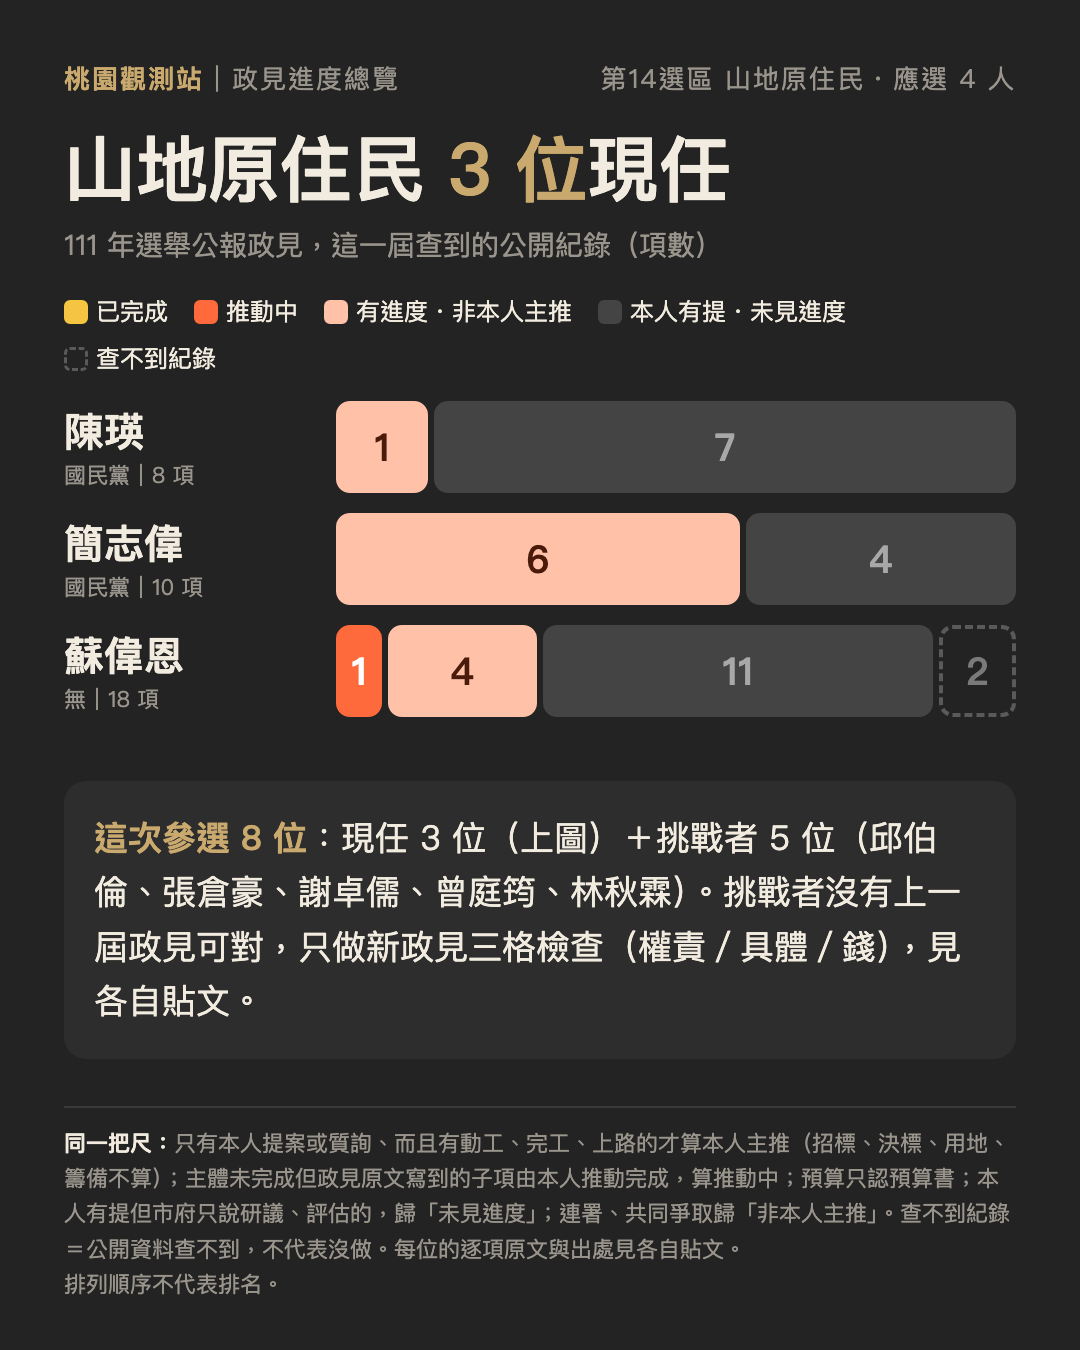 桃園觀測站｜政見進度總覽
第14選區 山地原住民．應選 4 人
山地原住民 3 位現任
111 年選舉公報政見，這一屆查到的公開紀錄（項數）
已完成 推動中 有進度．非本人主推 本人有提．未見進度
查不到紀錄
陳瑛
國民黨｜8 項
1 7
簡志偉
國民黨｜10 項
6 4
蘇偉恩
無｜18 項
1 4 11 2
這次參選 8 位：現任 3 位（上圖）＋挑戰者 5 位（邱伯
倫、張倉豪、謝卓儒、曾庭筠、林秋霖）。挑戰者沒有上一
屆政見可對，只做新政見三格檢查（權責 / 具體 / 錢），見
各自貼文。
同一把尺：只有本人提案或質詢、而且有動工、完工、上路的才算本人主推（招標、決標、用地、
籌備不算）；主體未完成但政見原文寫到的子項由本人推動完成，算推動中；預算只認預算書；本
人有提但市府只說研議、評估的，歸「未見進度」；連署、共同爭取歸「非本人主推」。查不到紀錄
＝公開資料查不到，不代表沒做。每位的逐項原文與出處見各自貼文。
排列順序不代表排名。